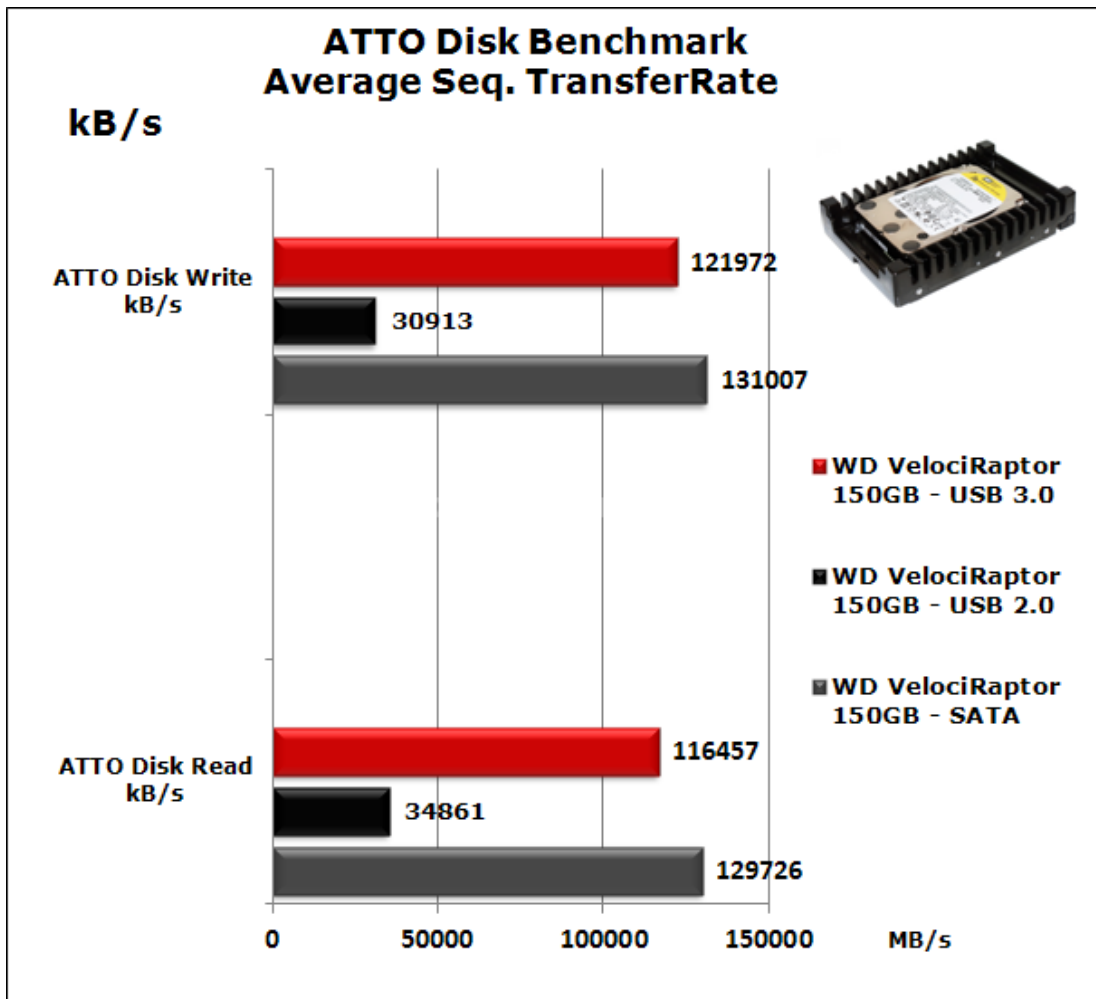 ATTO Disk Benchmark
Average Seq. TransferRate
kB/s
ATTO Disk Write
kB/s
121972
30913
131007
WD VelociRaptor
150GB - USB 3.0
WD VelociRaptor
150GB - USB 2.0
WD VelociRaptor
150GB - SATA
ATTO Disk Read
kB/s
116457
34861
129726
0 50000 100000 150000 MB/s